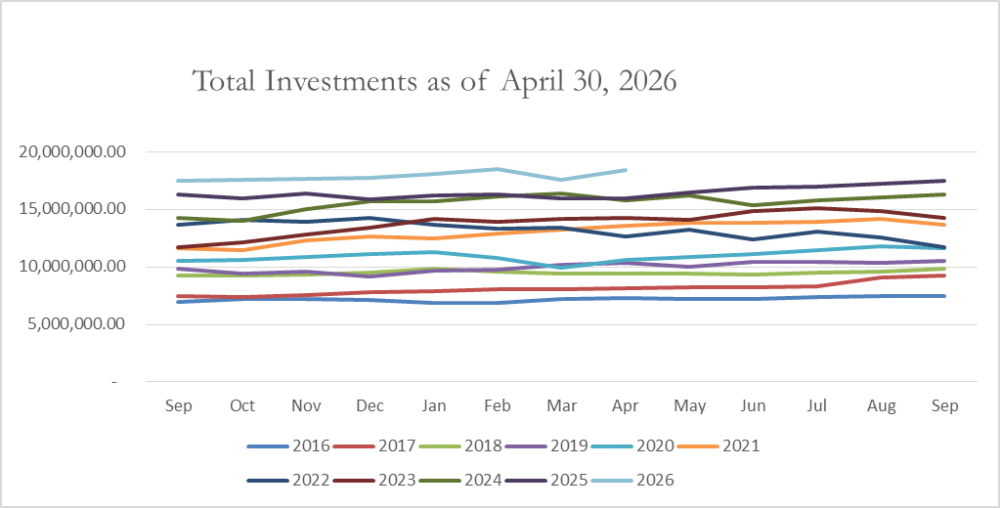 Total Investments as of April 30, 2026
20,000,000.00
15,000,000.00
10,000,000.00
5,000,000.00
-
Sep Oct Nov Dec Jan Feb Mar Apr May Jun Jul Aug Sep
2016 2017 2018 2019 2020 2021
2022 2023 2024 2025 2026